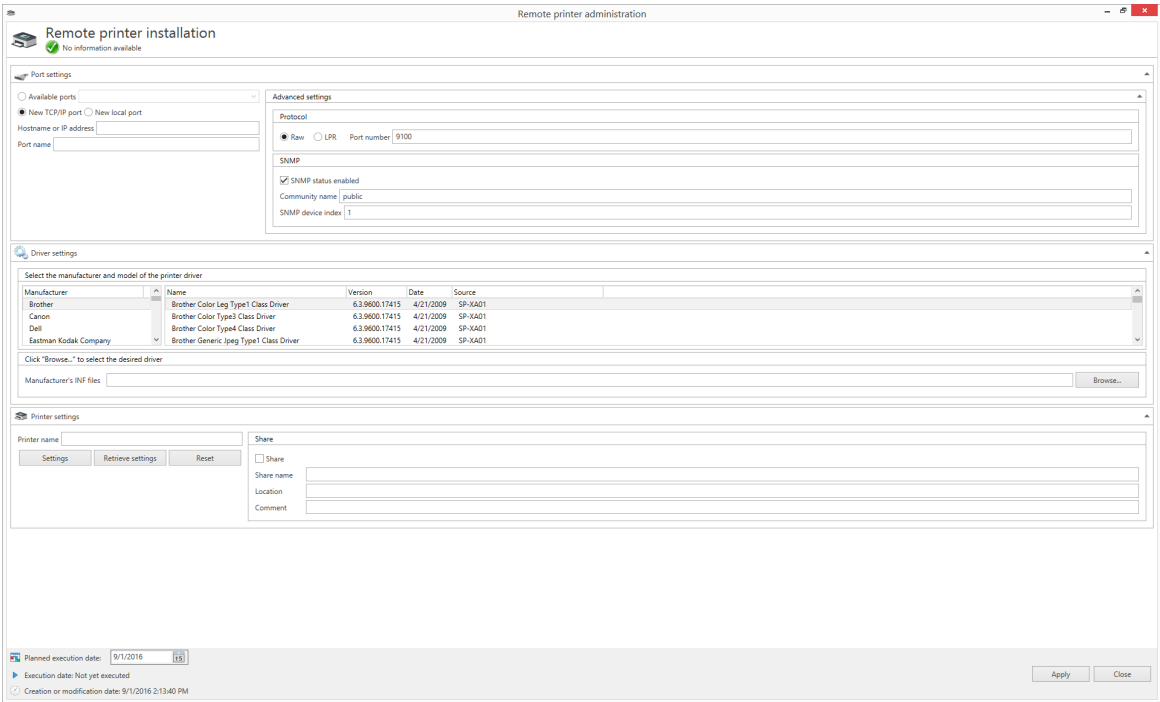 Remote printer administration
Remote printer installation
No information available
Port settings
Available ports
New TCP/IP port New local port
Hostname or IP address
Port name
Advanced settings
Protocol
Raw LPR Port number 9100
SNMP
SNMP status enabled
Community name public
SNMP device index 1
Driver settings
Select the manufacturer and model of the printer driver
Manufacturer Name Version Date Source
Brother Brother Color Leg Type1 Class Driver 6.3.9600.17415 4/21/2009 SP-XA01
Canon Brother Color Type3 Class Driver 6.3.9600.17415 4/21/2009 SP-XA01
Dell Brother Color Type4 Class Driver 6.3.9600.17415 4/21/2009 SP-XA01
Eastman Kodak Company Brother Generic Jpeg Type1 Class Driver 6.3.9600.17415 4/21/2009 SP-XA01
Click "Browse..." to select the desired driver
Manufacturer's INF files Browse...
Printer settings
Printer name
Settings Retrieve settings Reset
Share
Share
Share name
Location
Comment
Planned execution date: 9/1/2016 15
Execution date: Not yet executed
Creation or modification date: 9/1/2016 2:13:40 PM
Apply Close